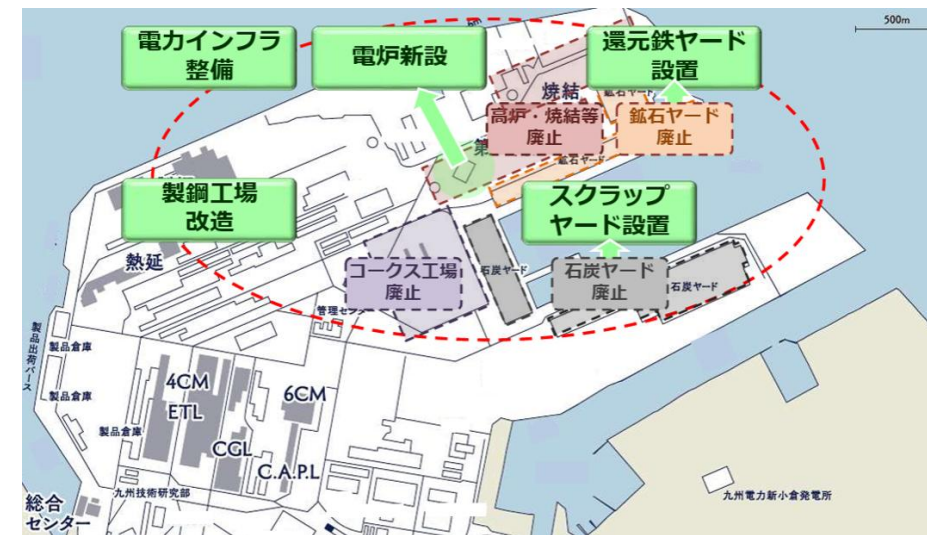 500m
電力インフラ
整備
電炉新設
還元鉄ヤード
設置
焼結
鉱石ヤード
高炉・焼結等
廃止
鉱石ヤード
廃止
第
鉱石ヤード
製鋼工場
改造
スクラップ
ヤード設置
熱延
コークス工場
廃止
石炭ヤード
石炭ヤード
廃止
石炭ヤード
管理センター
製品出荷バース
製品倉庫
製品倉庫
製品倉庫
4CM
ETL
6CM
CGL
C.A.P.L
九州技術研究部
総合
センター
九州電力新小倉発電所